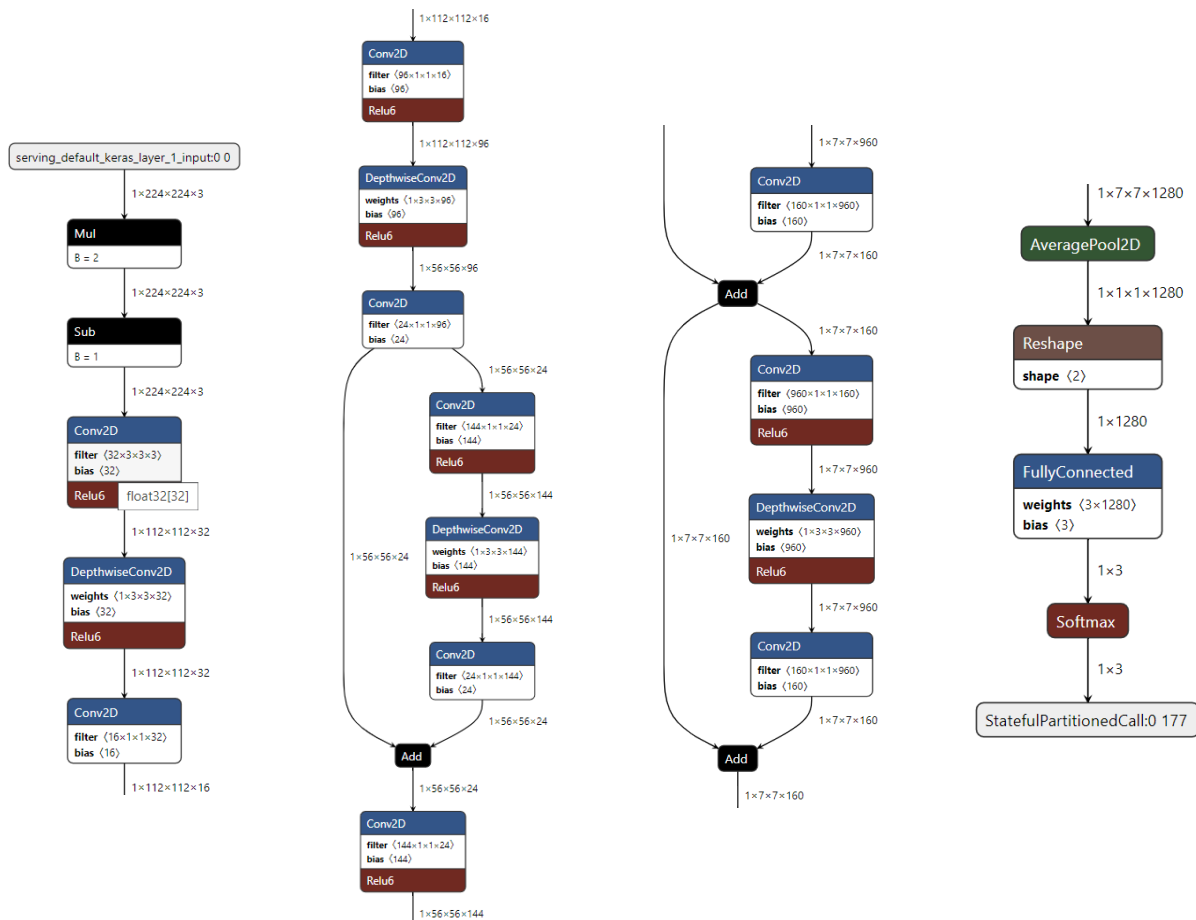 serving_default_keras_layer_1_input:0 0
1×224×224×3
Mul
B = 2
1×224×224×3
Sub
B = 1
1×224×224×3
Conv2D
filter ⟨32×3×3×3⟩
bias ⟨32⟩
Relu6
float32[32]
1×112×112×32
DepthwiseConv2D
weights ⟨1×3×3×32⟩
bias ⟨32⟩
Relu6
1×112×112×32
Conv2D
filter ⟨16×1×1×32⟩
bias ⟨16⟩
1×112×112×16
1×112×112×16
Conv2D
filter ⟨96×1×1×16⟩
bias ⟨96⟩
Relu6
1×112×112×96
DepthwiseConv2D
weights ⟨1×3×3×96⟩
bias ⟨96⟩
Relu6
1×56×56×96
Conv2D
filter ⟨24×1×1×96⟩
bias ⟨24⟩
1×56×56×24
Conv2D
filter ⟨144×1×1×24⟩
bias ⟨144⟩
Relu6
1×56×56×144
DepthwiseConv2D
weights ⟨1×3×3×144⟩
bias ⟨144⟩
Relu6
1×56×56×24
1×56×56×144
Conv2D
filter ⟨24×1×1×144⟩
bias ⟨24⟩
1×56×56×24
Add
1×56×56×24
Conv2D
filter ⟨144×1×1×24⟩
bias ⟨144⟩
Relu6
1×56×56×144
1×7×7×960
Conv2D
filter ⟨160×1×1×960⟩
bias ⟨160⟩
1×7×7×160
Add
1×7×7×160
Conv2D
filter ⟨960×1×1×160⟩
bias ⟨960⟩
Relu6
1×7×7×960
DepthwiseConv2D
weights ⟨1×3×3×960⟩
bias ⟨960⟩
Relu6
1×7×7×160
1×7×7×960
Conv2D
filter ⟨160×1×1×960⟩
bias ⟨160⟩
1×7×7×160
Add
1×7×7×160
1×7×7×1280
AveragePool2D
1×1×1×1280
Reshape
shape ⟨2⟩
1×1280
FullyConnected
weights ⟨3×1280⟩
bias ⟨3⟩
1×3
Softmax
1×3
StatefulPartitionedCall:0 177